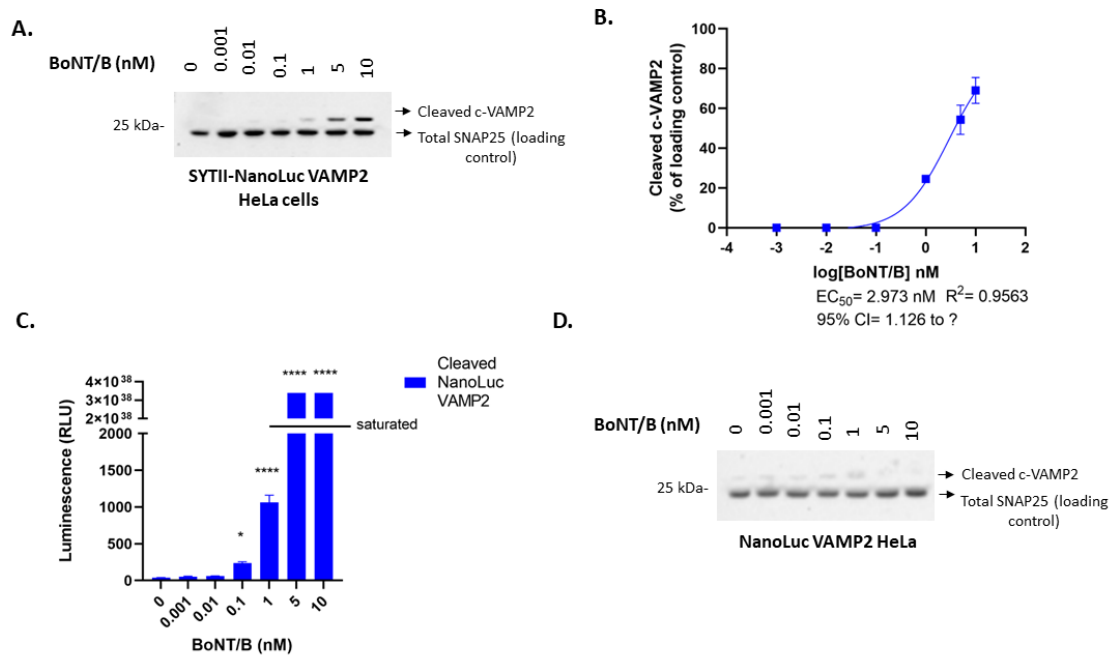 A.
BoNT/B (nM)
0 0.001 0.01 0.1 1 5 10
25 kDa-
Cleaved c-VAMP2
Total SNAP25 (loading
control)
SYTII-NanoLuc VAMP2
HeLa cells
B.
Cleaved c-VAMP2
(% of loading control)
100
80
60
40
20
0
-4 -3 -2 -1 0 1 2
log[BoNT/B] nM
EC50= 2.973 nM R2= 0.9563
95% CI= 1.126 to ?
C.
Luminescence (RLU)
4×10^38
3×10^38
2×10^38
2000
1500
1000
500
0
* **** **** ****
saturated
Cleaved
NanoLuc
VAMP2
0 0.001 0.01 0.1 1 5 10
BoNT/B (nM)
D.
BoNT/B (nM)
0 0.001 0.01 0.1 1 5 10
25 kDa-
Cleaved c-VAMP2
Total SNAP25 (loading
control)
NanoLuc VAMP2 HeLa